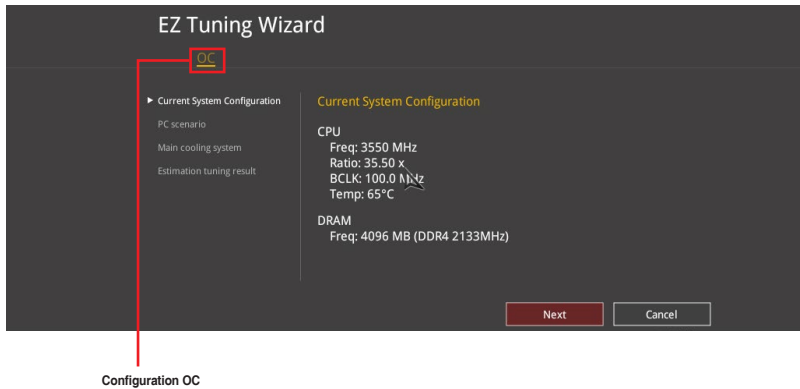 EZ Tuning Wizard
OC
Current System Configuration
PC scenario
Main cooling system
Estimation tuning result
Current System Configuration
CPU
Freq: 3550 MHz
Ratio: 35.50 x
BCLK: 100.0 MHz
Temp: 65°C
DRAM
Freq: 4096 MB (DDR4 2133MHz)
Next
Cancel
Configuration OC